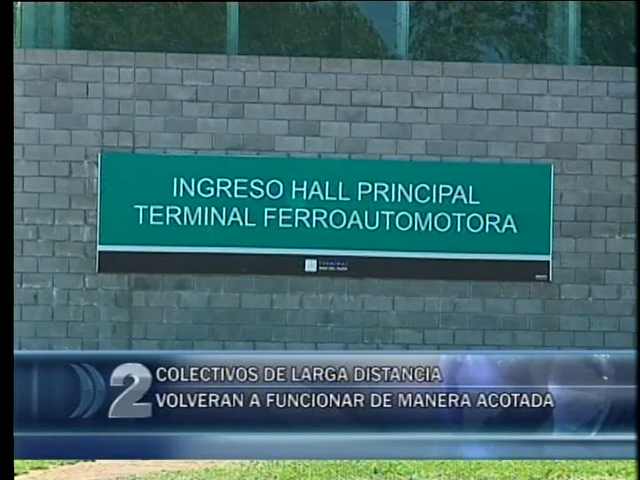 INGRESO HALL PRINCIPAL
TERMINAL FERROAUTOMOTORA
2
COLECTIVOS DE LARGA DISTANCIA
VOLVERAN A FUNCIONAR DE MANERA ACOTADA